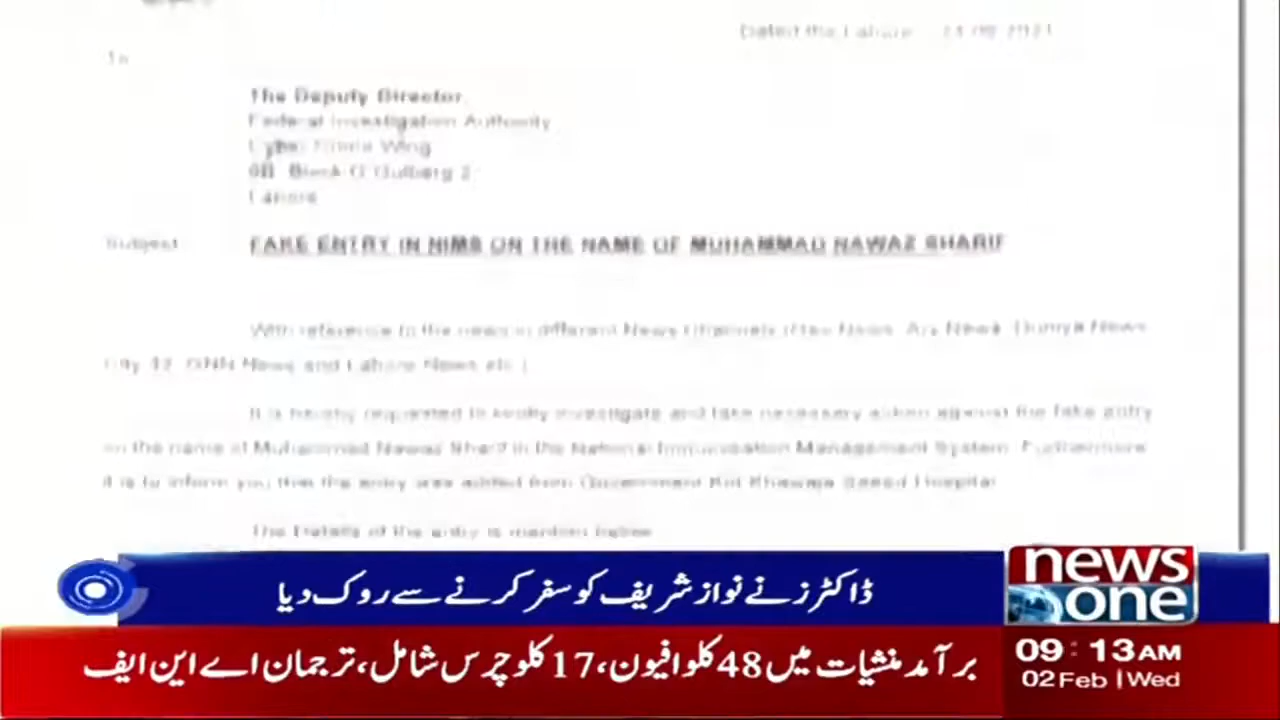 Dated the Lahore
To
The Deputy Director,
Federal Investigation Authority
Cyber Crime Wing
Block Gulberg 2
Lahore
Subject FAKE ENTRY IN NIMS ON THE NAME OF MUHAMMAD NAWAZ SHARIF
With reference to the news in different News Channels News, Ary News, Duniya News
City 42, GNN News and Lahore News etc.)
It is hereby requested to kindly investigate and take necessary action against the fake entry
on the name of Muhammad Nawaz Sharif in the National Immunization Management System. Furthermore
it is to inform you that the entry was added from Government Kot Khawaja Saeed Hospital
The Details of the entry is mention below
ڈاکٹرز نے نواز شریف کو سفر کرنے سے روک دیا
news
one
برآمد منشیات میں 48 کلو افیون، 17 کلو چرس شامل، ترجمان اے این ایف
09:13AM
02 Feb | Wed